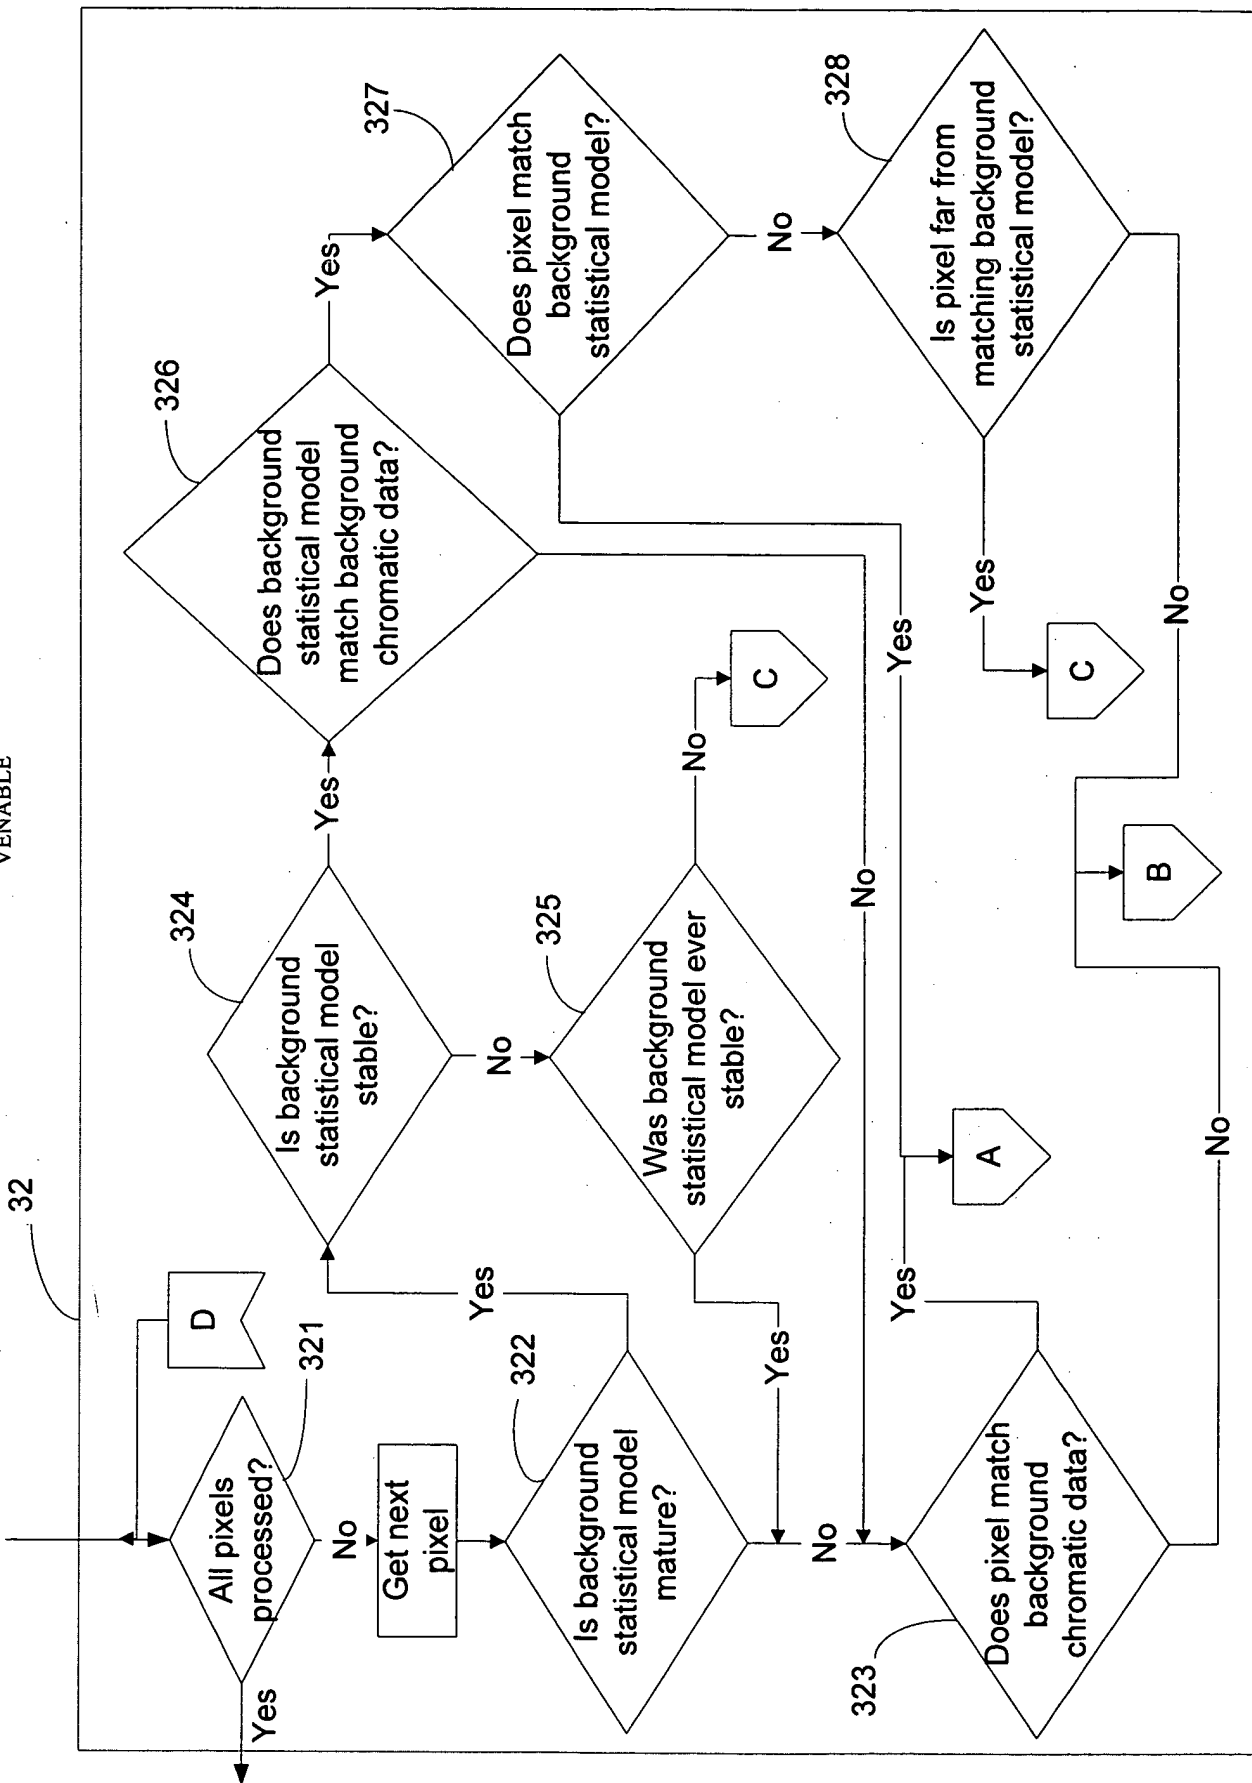 VENABLE
32
D
All pixels
processed?
321
Yes
No
Get next
pixel
Is background
statistical model
mature?
322
Yes
No
Does pixel match
background
chromatic data?
323
Yes
No
Is background
statistical model
stable?
324
Yes
No
Was background
statistical model ever
stable?
325
Yes
No
C
Does background
statistical model
match background
chromatic data?
326
Yes
No
Does pixel match
background
statistical model?
327
Yes
No
Is pixel far from
matching background
statistical model?
328
Yes
No
C
A
B